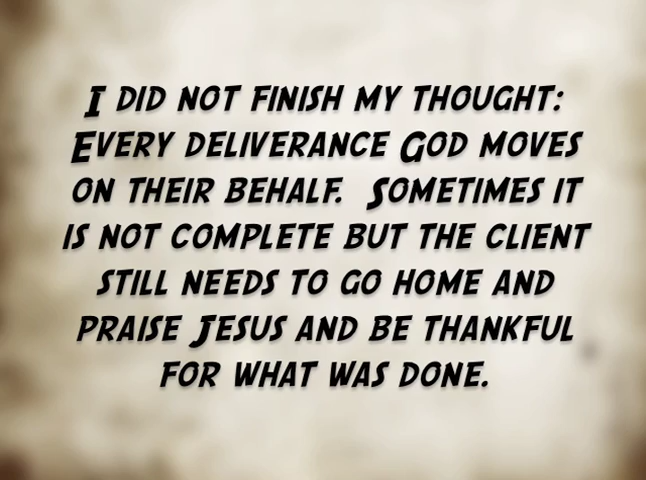 I did not finish my thought:
Every deliverance God moves
on their behalf.  Sometimes it
is not complete but the client
still needs to go home and
praise Jesus and be thankful
for what was done.